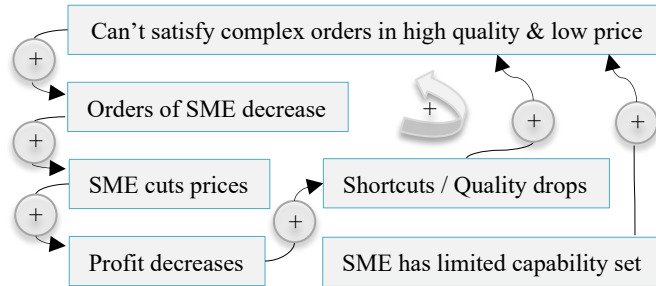 Can’t satisfy complex orders in high quality & low price
+
Orders of SME decrease
+
+
+
+
SME cuts prices
Shortcuts / Quality drops
+
+
Profit decreases
SME has limited capability set